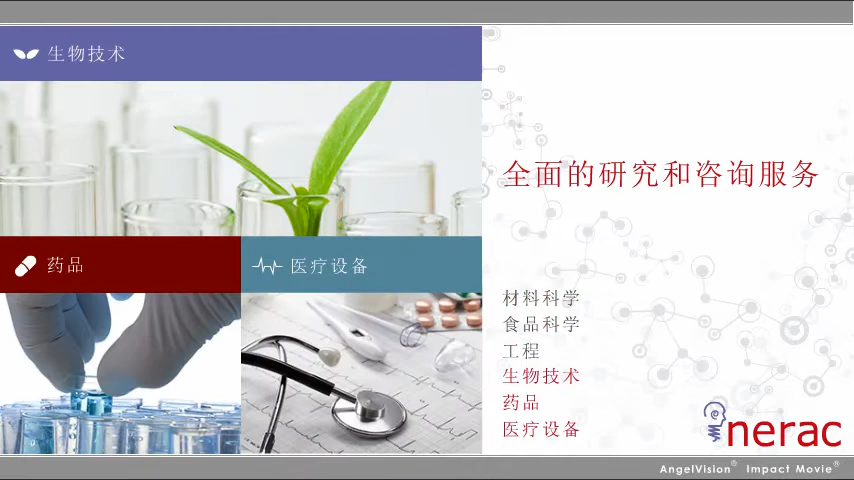 生物技术
药品
医疗设备
全面的研究和咨询服务
材料科学
食品科学
工程
生物技术
药品
医疗设备
nerac
AngelVision® Impact Movie®